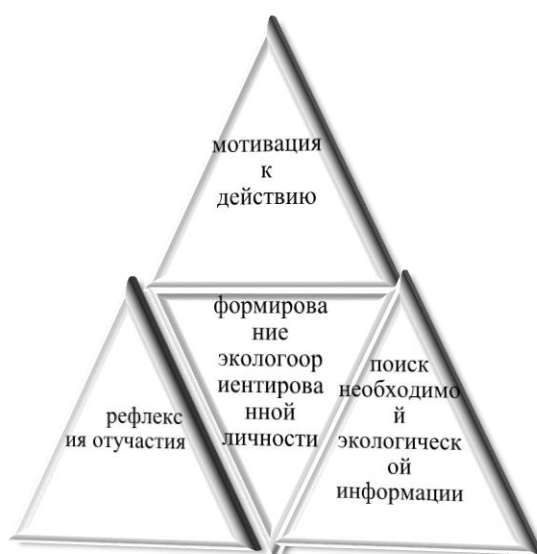 мотивация
к
действию
формирова
ние
экологоор
иентирова
нной
личности
рефлекс
ия отучастия
поиск
необходимо
й
экологическ
ой
информации